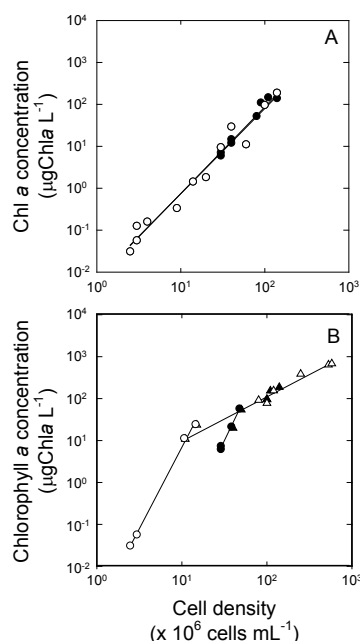 A
Chl a concentration
(µgChla L⁻¹)
10⁴
10³
10²
10¹
10⁰
10⁻¹
10⁻²
10⁰ 10¹ 10² 10³
B
Chlorophyll a concentration
(µgChla L⁻¹)
10⁴
10³
10²
10¹
10⁰
10⁻¹
10⁻²
10⁰ 10¹ 10² 10³
Cell density
(x 10⁶ cells mL⁻¹)